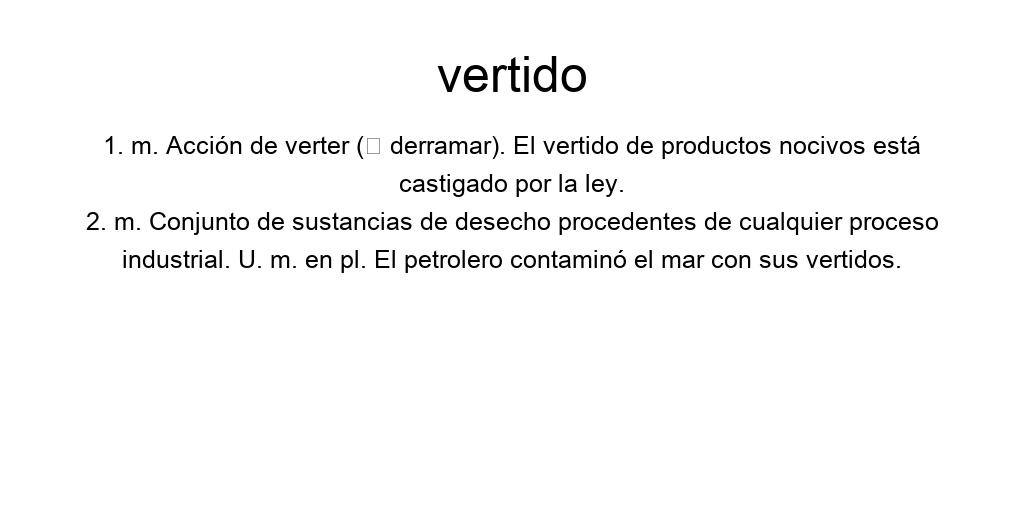 vertido
1. m. Acción de verter (□ derramar). El vertido de productos nocivos está
castigado por la ley.
2. m. Conjunto de sustancias de desecho procedentes de cualquier proceso
industrial. U. m. en pl. El petrolero contaminó el mar con sus vertidos.